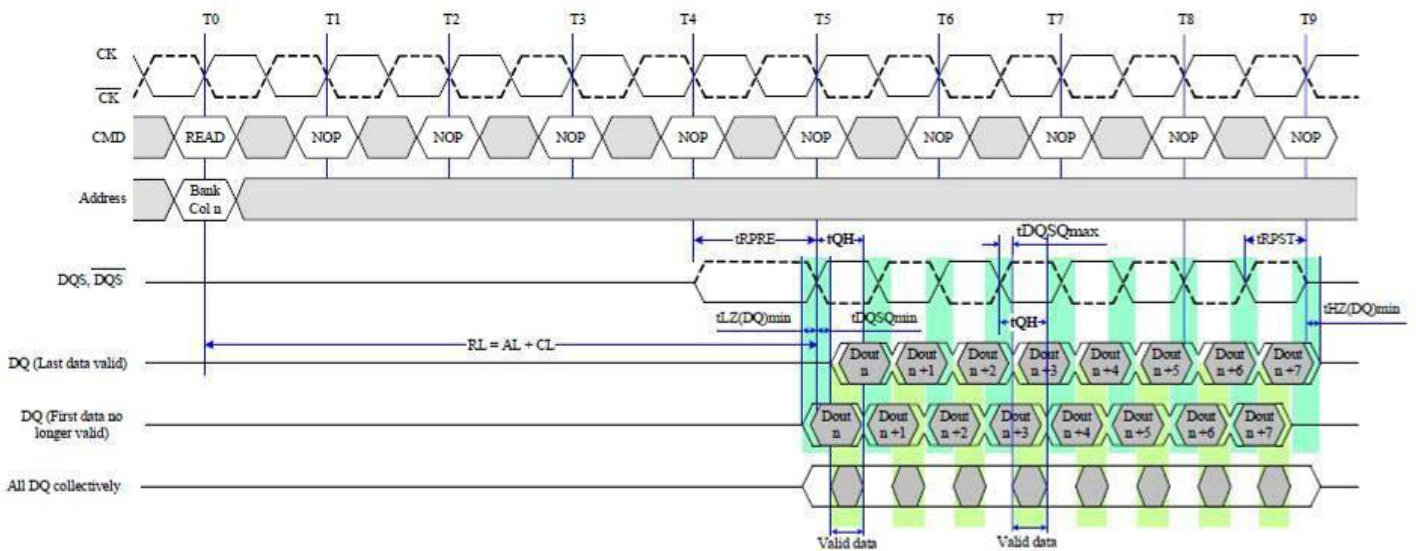 T0 T1 T2 T3 T4 T5 T6 T7 T8 T9
CK
CK
CMD READ NOP NOP NOP NOP NOP NOP NOP NOP NOP
Address Bank
Col n
tRPRE tQH tDQSQmax tRPST
DQS, DQS
tLZ(DQ)min tDQSQmin tQH tHZ(DQ)min
RL = AL + CL
DQ (Last data valid)
Dout Dout Dout Dout Dout Dout Dout Dout
n n +1 n +2 n +3 n +4 n +5 n +6 n +7
DQ (First data no
longer valid)
Dout Dout Dout Dout Dout Dout Dout Dout
n n +1 n +2 n +3 n +4 n +5 n +6 n +7
All DQ collectively
Valid data Valid data